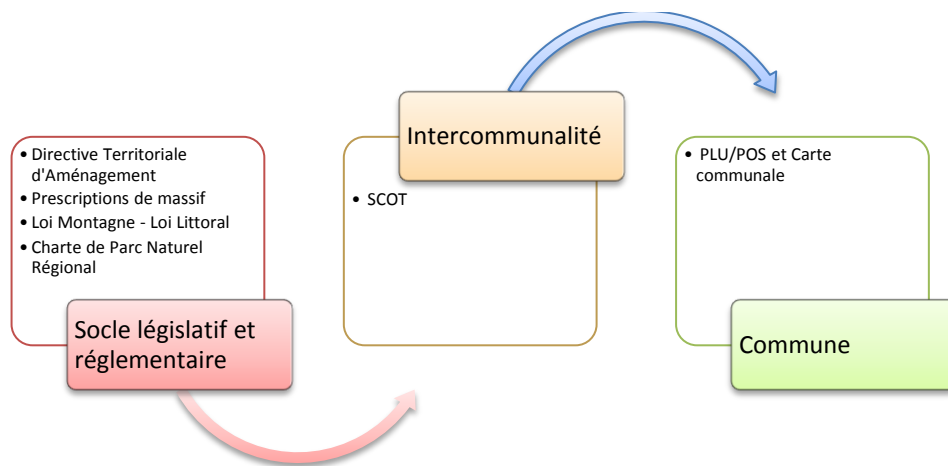 • Directive Territoriale
d'Aménagement
• Prescriptions de massif
• Loi Montagne - Loi Littoral
• Charte de Parc Naturel
Régional
Socle législatif et
réglementaire
Intercommunalité
• SCOT
• PLU/POS et Carte
communale
Commune